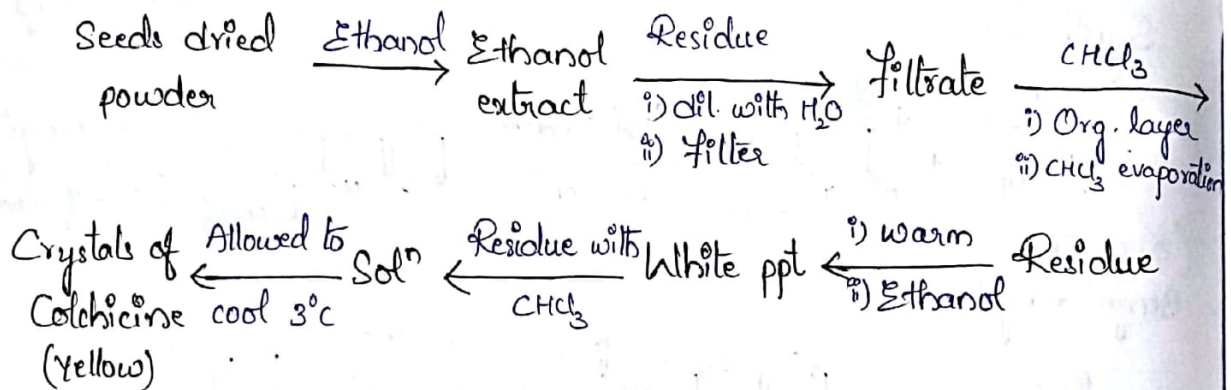 Seeds dried powder
Ethanol
Ethanol extract
Residue
i) dil. with H₂O
ii) filter
filtrate
CHCl₃
i) Org. layer
ii) CHCl₃ evaporation
Residue
i) warm
ii) Ethanol
White ppt
Residue with
CHCl₃
Solⁿ
Allowed to
cool 3°C
Crystals of
Colchicine
(Yellow)